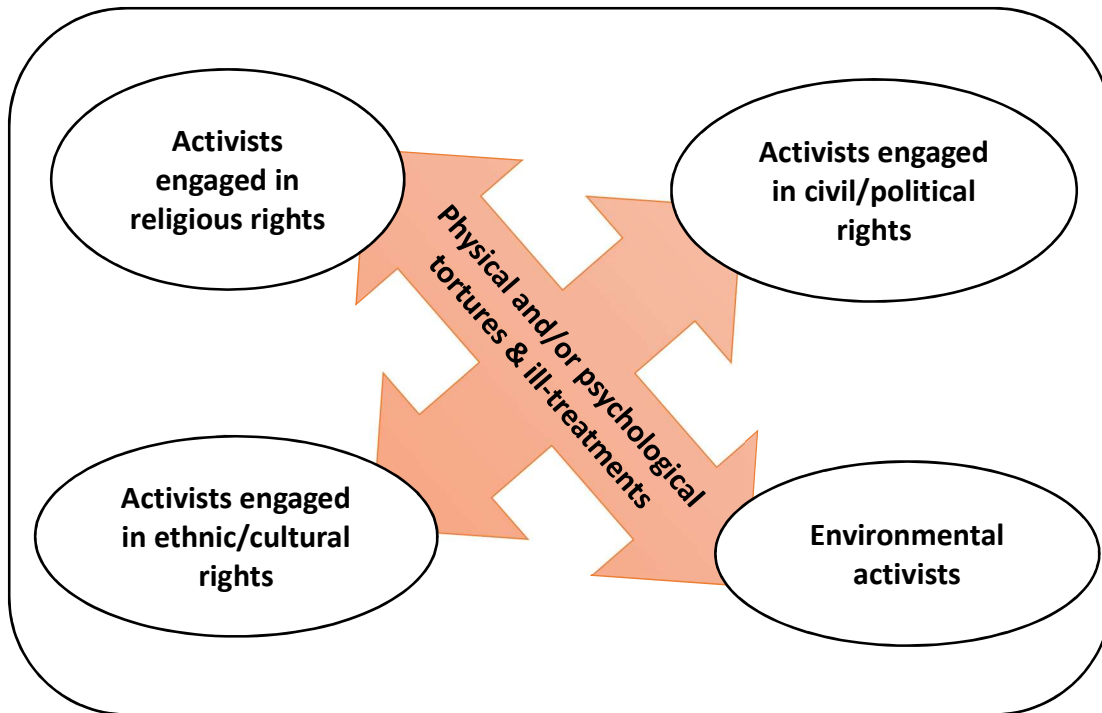 Activists
engaged in
religious rights
Activists engaged
in civil/political
rights
Physical and/or psychological
tortures & ill-treatments
Activists engaged
in ethnic/cultural
rights
Environmental
activists